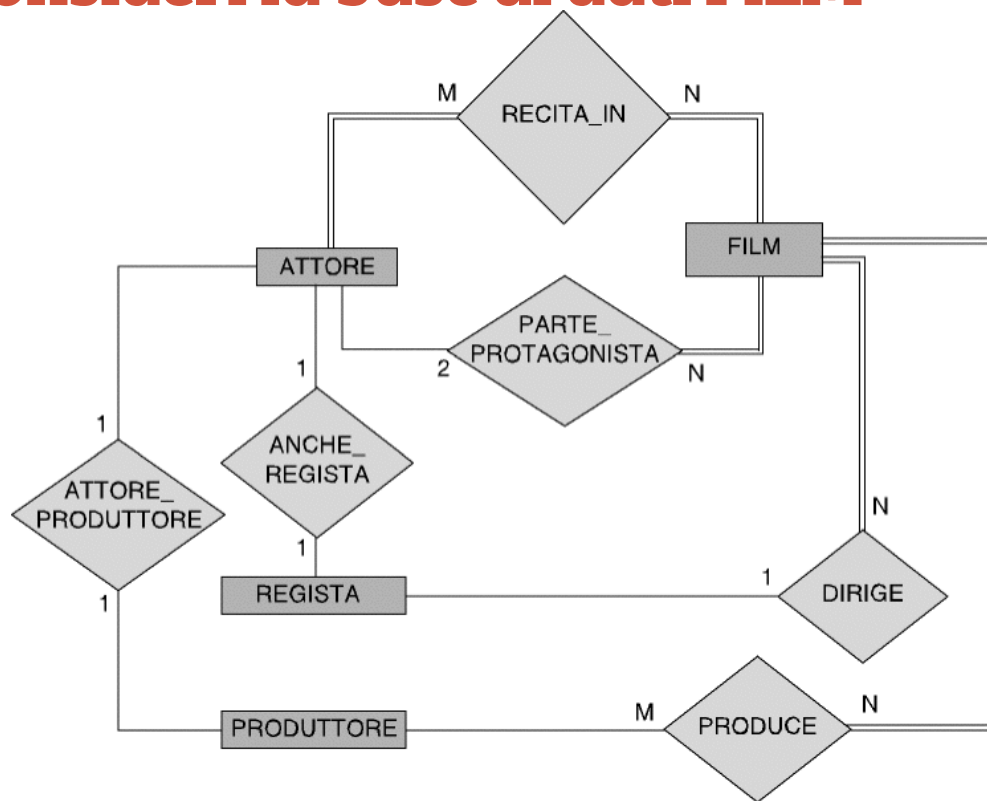 M
N
RECITA_IN
FILM
ATTORE
PARTE_
PROTAGONISTA
2
N
1
1
ANCHE_
REGISTA
ATTORE_
PRODUTTORE
N
1
1
1
REGISTA
DIRIGE
M
N
PRODUTTORE
PRODUCE